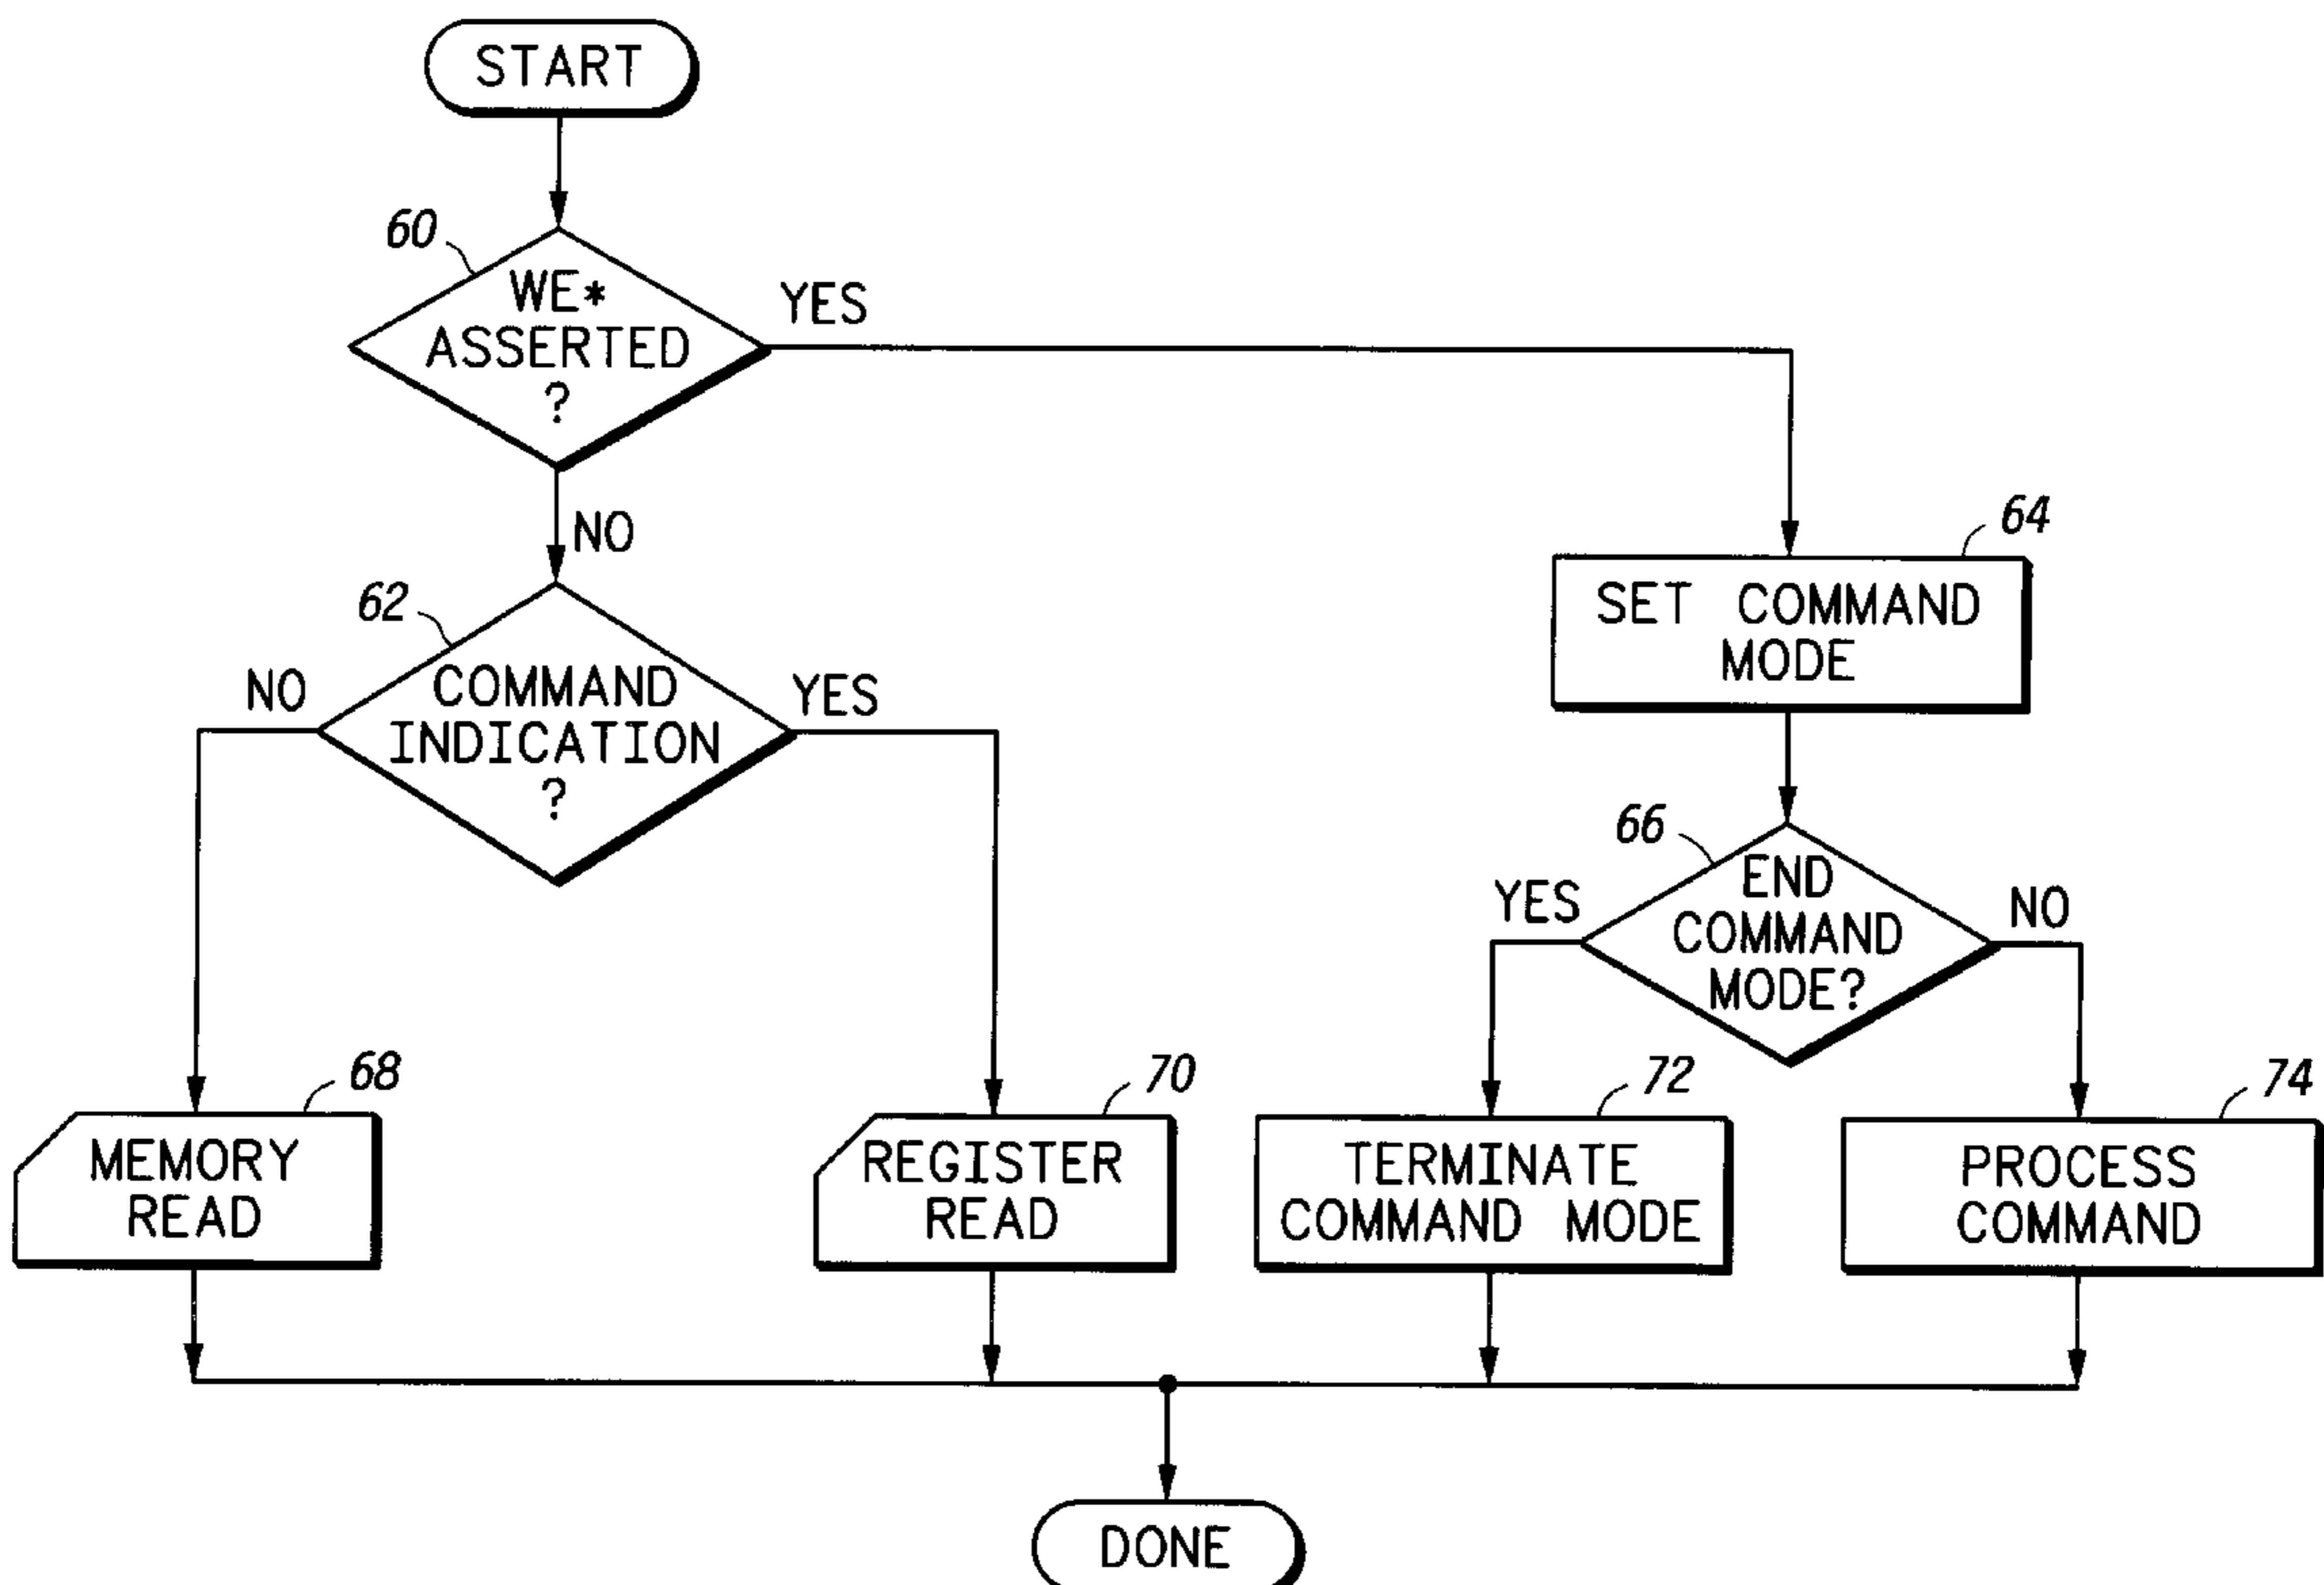 START
60
WE*
ASSERTED
?
YES
NO
64
SET COMMAND
MODE
62
COMMAND
INDICATION
?
NO
YES
66
END
COMMAND
MODE?
YES
NO
68
MEMORY
READ
70
REGISTER
READ
72
TERMINATE
COMMAND MODE
74
PROCESS
COMMAND
DONE